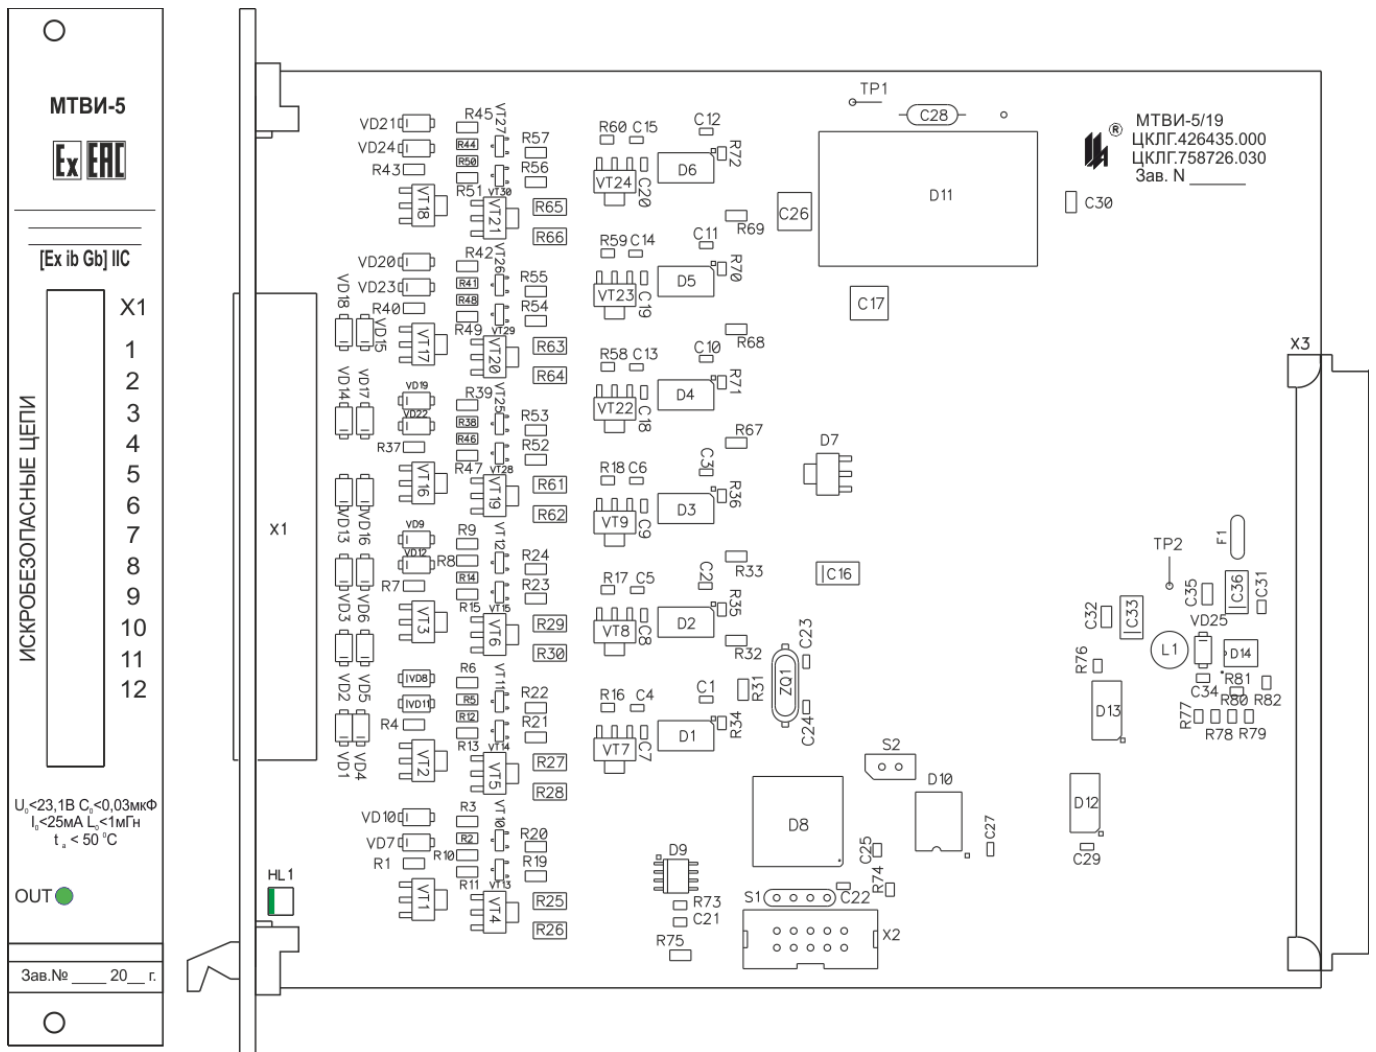 МТВИ-5
Ex EAC
[Ex ib Gb] IIC
X1
1
2
3
4
5
6
7
8
9
10
11
12
ИСКРОБЕЗОПАСНЫЕ ЦЕПИ
U₀<23,1В C₀<0,03мкФ
I₀<25мА L₀<1мГн
tₐ < 50 °C
OUT
Зав.№ ____ 20__ г.
HL1
X1
VD21
VD24
R43
VT18
R45
R44
R50
R51
VT27
VT30
VT21
R57
R56
R65
R66
VD20
VD23
R40
VT17
R42
R41
R48
R49
VT26
VT29
VT20
R55
R54
R63
R64
VD18
VD15
VD14
VD17
VD19
VD22
R37
VT16
R39
R38
R46
R47
VT25
VT28
VT19
R53
R52
R61
R62
VD13
VD16
VD9
VD12
R7
VT3
R9
R8
R14
R15
VT12
VT15
VT6
R24
R23
R29
R30
VD3
VD6
VD2
VD5
VD8
VD11
R4
VT2
R6
R5
R12
R13
VT11
VT14
VT5
R22
R21
R27
R28
VD1
VD4
VD10
VD7
R1
VT1
R3
R2
R10
R11
VT10
VT13
VT4
R20
R19
R25
R26
R60 C15
VT24
C20
C12
D6
R72
R69
R59 C14
VT23
C19
C11
D5
R70
R68
R58 C13
VT22
C18
C10
D4
R71
R67
R18 C6
VT9
C9
C3
D3
R36
R33
R17 C5
VT8
C8
C2
D2
R35
R32
R16 C4
VT7
C7
C1
D1
R34
R31
ZQ1
C23
C24
TP1
C28
D11
C26
C17
C30
® МТВИ-5/19
ЦКЛГ.426435.000
ЦКЛГ.758726.030
Зав. N ______
X3
D7
C16
S2
D10
D8
C25
C27
R74
D9
R73
C21
R75
S1
C22
X2
TP2
F1
C35
C36
C31
C32
C33
VD25
L1
D14
R76
C34
R81
R80
R82
D13
R77
R78
R79
D12
C29